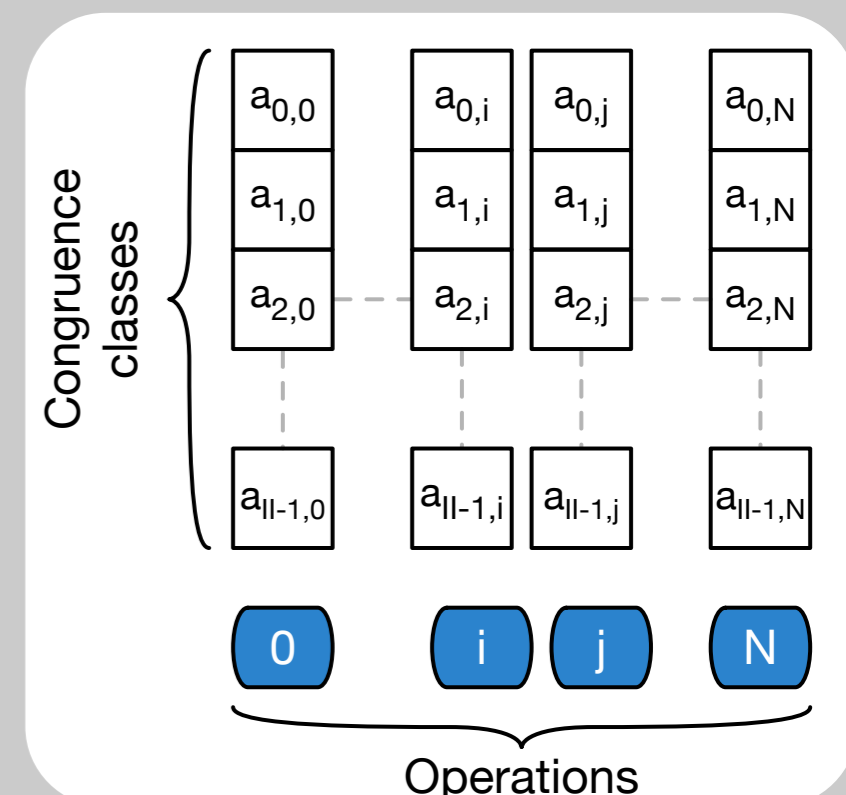 Congruence
classes
a0,0 a0,i a0,j a0,N
a1,0 a1,i a1,j a1,N
a2,0 a2,i a2,j a2,N
aII-1,0 aII-1,i aII-1,j aII-1,N
0 i j N
Operations